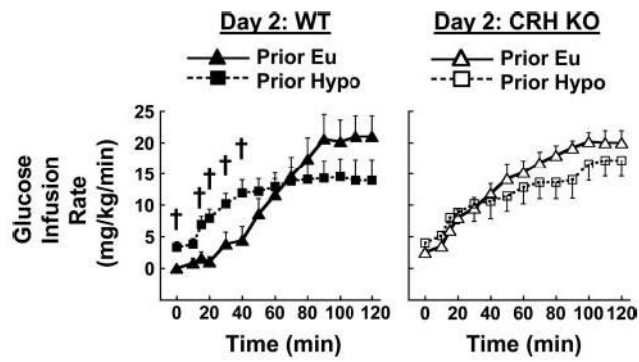 Day 2: WT
Prior Eu
Prior Hypo
Day 2: CRH KO
Prior Eu
Prior Hypo
Glucose
Infusion
Rate
(mg/kg/min)
25
20
15
10
5
0
† † † † †
0 20 40 60 80 100 120
Time (min)
0 20 40 60 80 100 120
Time (min)